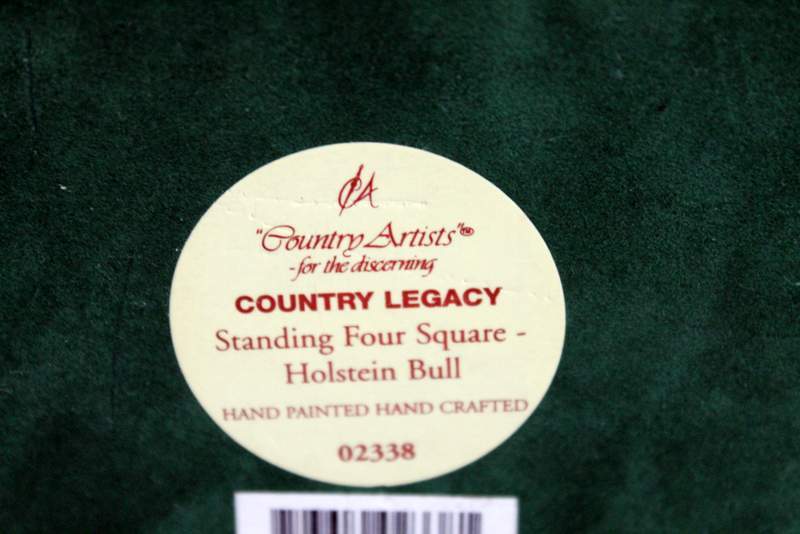 CA
"Country Artists"®
-for the discerning
COUNTRY LEGACY
Standing Four Square -
Holstein Bull
HAND PAINTED HAND CRAFTED
02338